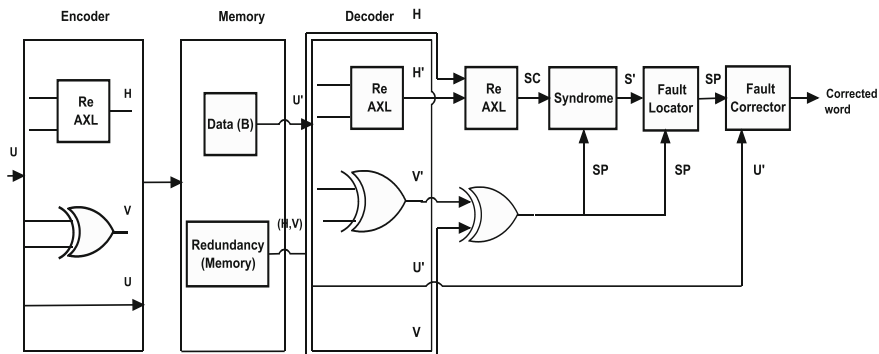 Encoder
Memory
Decoder
H
Re
AXL
H
U
V
U
Data (B)
U'
Redundancy
(Memory)
(H,V)
Re
AXL
H'
V'
U'
V
Re
AXL
SC
Syndrome
S'
Fault
Locator
SP
Fault
Corrector
Corrected
word
SP
SP
U'